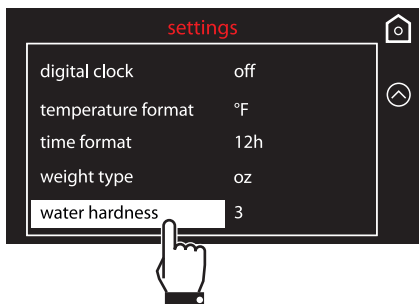 settings
digital clock off
temperature format °F
time format 12h
weight type oz
water hardness 3